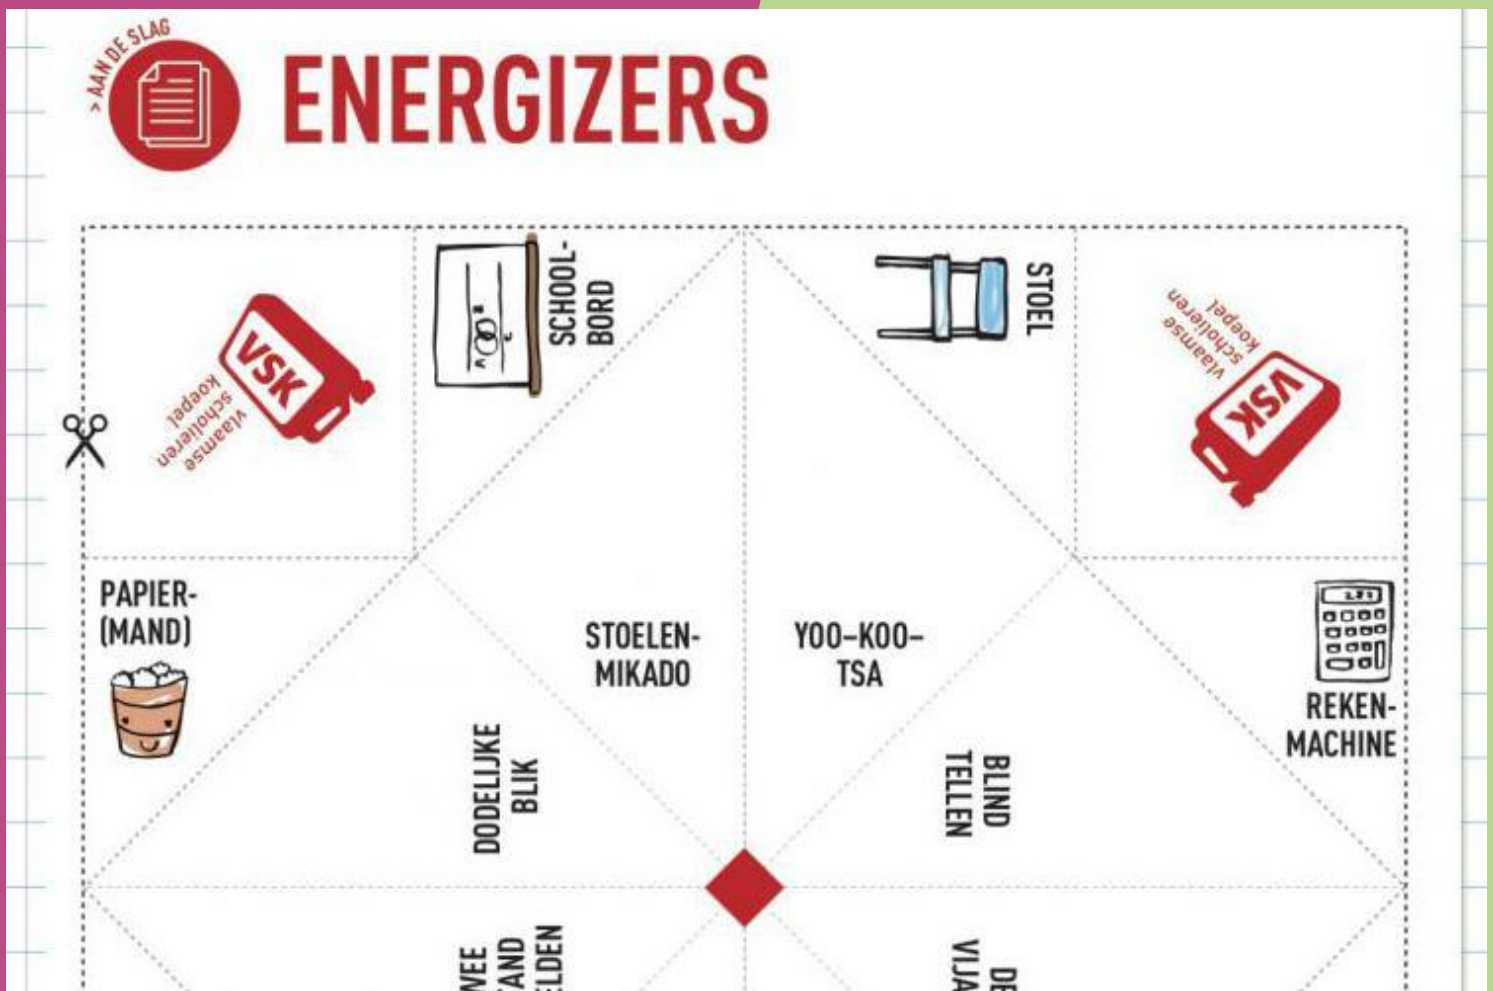 > AAN DE SLAG
ENERGIZERS
VSK
vlaamse
scholieren
koepel
SCHOOL-
BORD
STOEL
VSK
vlaamse
scholieren
koepel
PAPIER-
(MAND)
STOELEN-
MIKADO
YOO-KOO-
TSA
REKEN-
MACHINE
DODELIJKE
BLIK
BLIND
TELLEN